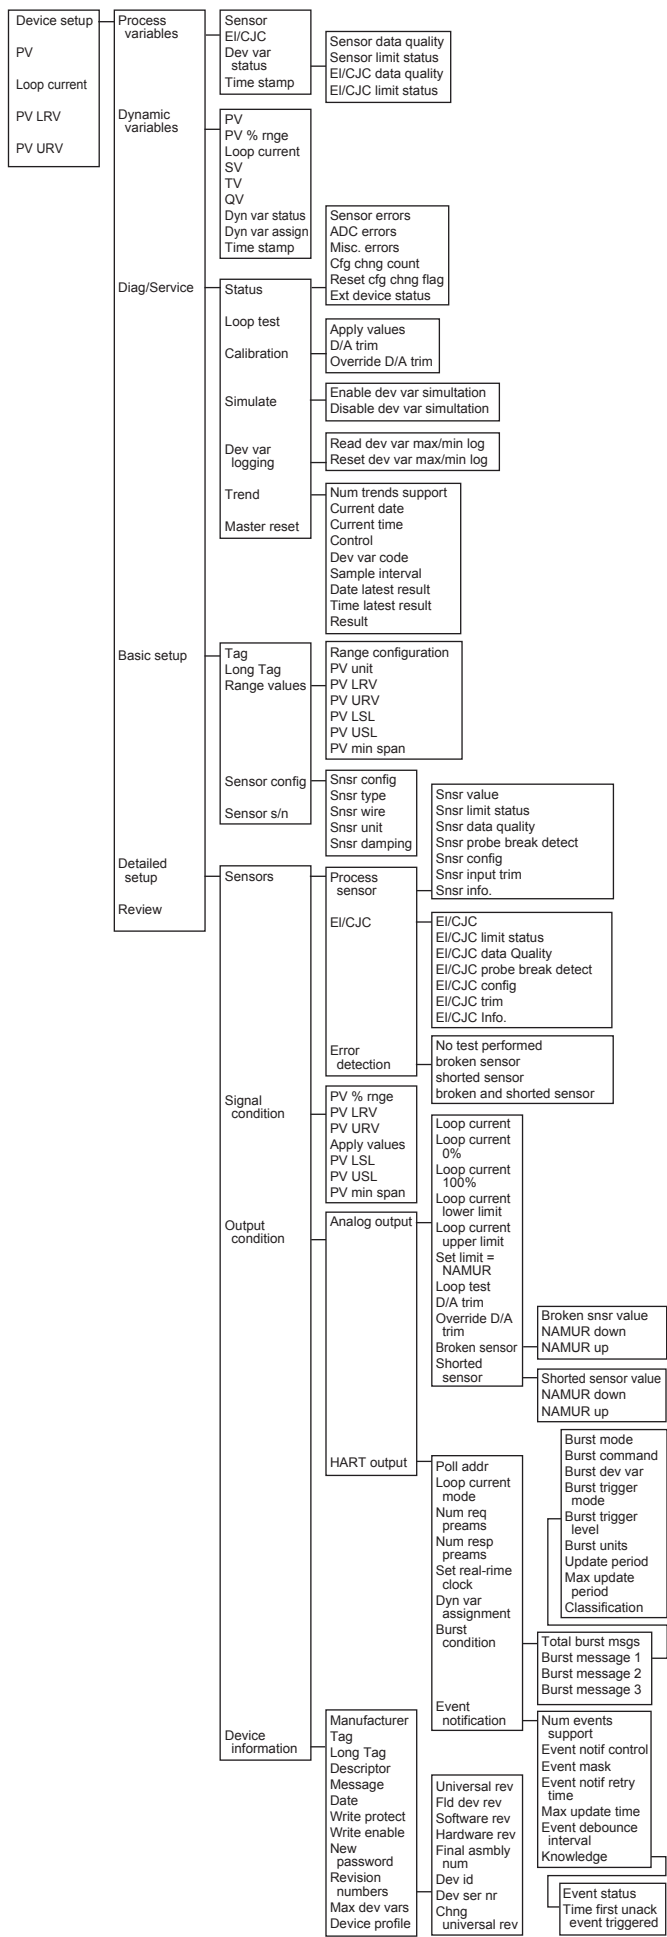 Device setup
PV
Loop current
PV LRV
PV URV
Process
variables
Dynamic
variables
Diag/Service
Basic setup
Detailed
setup
Review
Sensor
EI/CJC
Dev var
status
Time stamp
Sensor data quality
Sensor limit status
EI/CJC data quality
EI/CJC limit status
PV
PV % rnge
Loop current
SV
TV
QV
Dyn var status
Dyn var assign
Time stamp
Status
Loop test
Calibration
Simulate
Dev var
logging
Trend
Master reset
Sensor errors
ADC errors
Misc. errors
Cfg chng count
Reset cfg chng flag
Ext device status
Apply values
D/A trim
Override D/A trim
Enable dev var simultation
Disable dev var simultation
Read dev var max/min log
Reset dev var max/min log
Num trends support
Current date
Current time
Control
Dev var code
Sample interval
Date latest result
Time latest result
Result
Tag
Long Tag
Range values
Sensor config
Sensor s/n
Range configuration
PV unit
PV LRV
PV URV
PV LSL
PV USL
PV min span
Snsr config
Snsr type
Snsr wire
Snsr unit
Snsr damping
Sensors
Signal
condition
Output
condition
Device
information
Process
sensor
EI/CJC
Error
detection
Snsr value
Snsr limit status
Snsr data quality
Snsr probe break detect
Snsr config
Snsr input trim
Snsr info.
EI/CJC
EI/CJC limit status
EI/CJC data Quality
EI/CJC probe break detect
EI/CJC config
EI/CJC trim
EI/CJC Info.
No test performed
broken sensor
shorted sensor
broken and shorted sensor
PV % rnge
PV LRV
PV URV
Apply values
PV LSL
PV USL
PV min span
Analog output
HART output
Loop current
Loop current
0%
Loop current
100%
Loop current
lower limit
Loop current
upper limit
Set limit =
NAMUR
Loop test
D/A trim
Override D/A
trim
Broken sensor
Shorted
sensor
Broken snsr value
NAMUR down
NAMUR up
Shorted sensor value
NAMUR down
NAMUR up
Poll addr
Loop current
mode
Num req
preams
Num resp
preams
Set real-rime
clock
Dyn var
assignment
Burst
condition
Event
notification
Burst mode
Burst command
Burst dev var
Burst trigger
mode
Burst trigger
level
Burst units
Update period
Max update
period
Classification
Total burst msgs
Burst message 1
Burst message 2
Burst message 3
Num events
support
Event notif control
Event mask
Event notif retry
time
Max update time
Event debounce
interval
Knowledge
Event status
Time first unack
event triggered
Manufacturer
Tag
Long Tag
Descriptor
Message
Date
Write protect
Write enable
New
password
Revision
numbers
Max dev vars
Device profile
Universal rev
Fld dev rev
Software rev
Hardware rev
Final asmbly
num
Dev id
Dev ser nr
Chng
universal rev